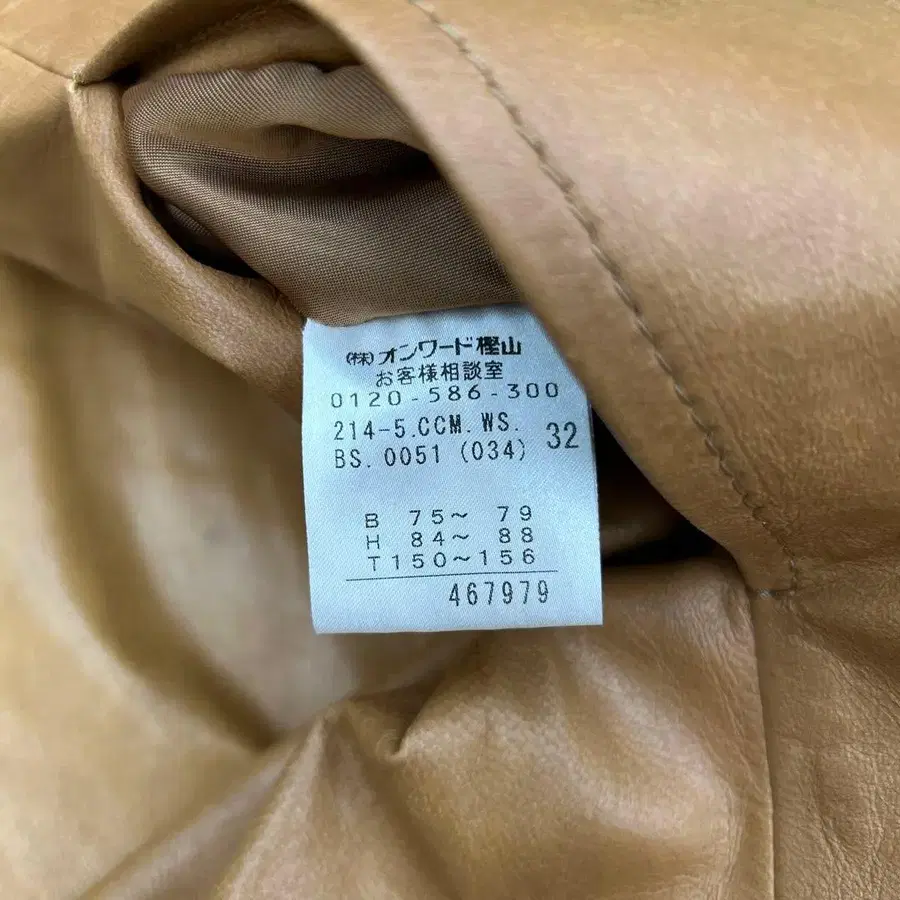 (株)オンワード樫山
お客様相談室
0120-586-300
214-5.CCM.WS. 32
BS.0051 (034)
B 75～ 79
H 84～ 88
T150～156
467979